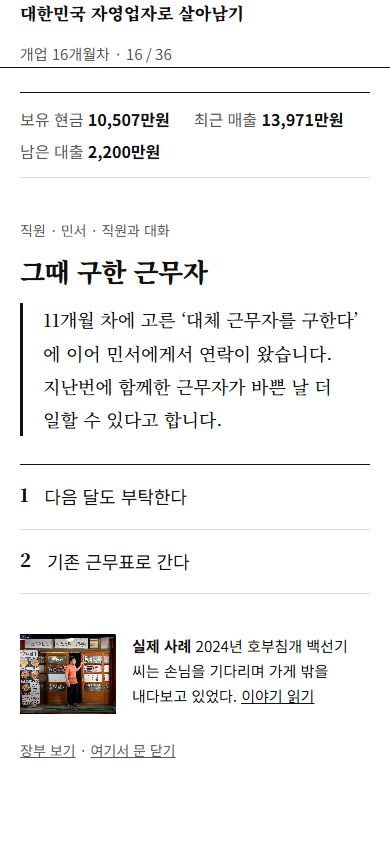 대한민국 자영업자로 살아남기
개업 16개월차 · 16 / 36
보유 현금 10,507만원 최근 매출 13,971만원
남은 대출 2,200만원
직원 · 민서 · 직원과 대화
그때 구한 근무자
11개월 차에 고른 ‘대체 근무자를 구한다’
에 이어 민서에게서 연락이 왔습니다.
지난번에 함께한 근무자가 바쁜 날 더
일할 수 있다고 합니다.
1 다음 달도 부탁한다
2 기존 근무표로 간다
실제 사례 2024년 호부침개 백선기
씨는 손님을 기다리며 가게 밖을
내다보고 있었다. 이야기 읽기
장부 보기 · 여기서 문 닫기